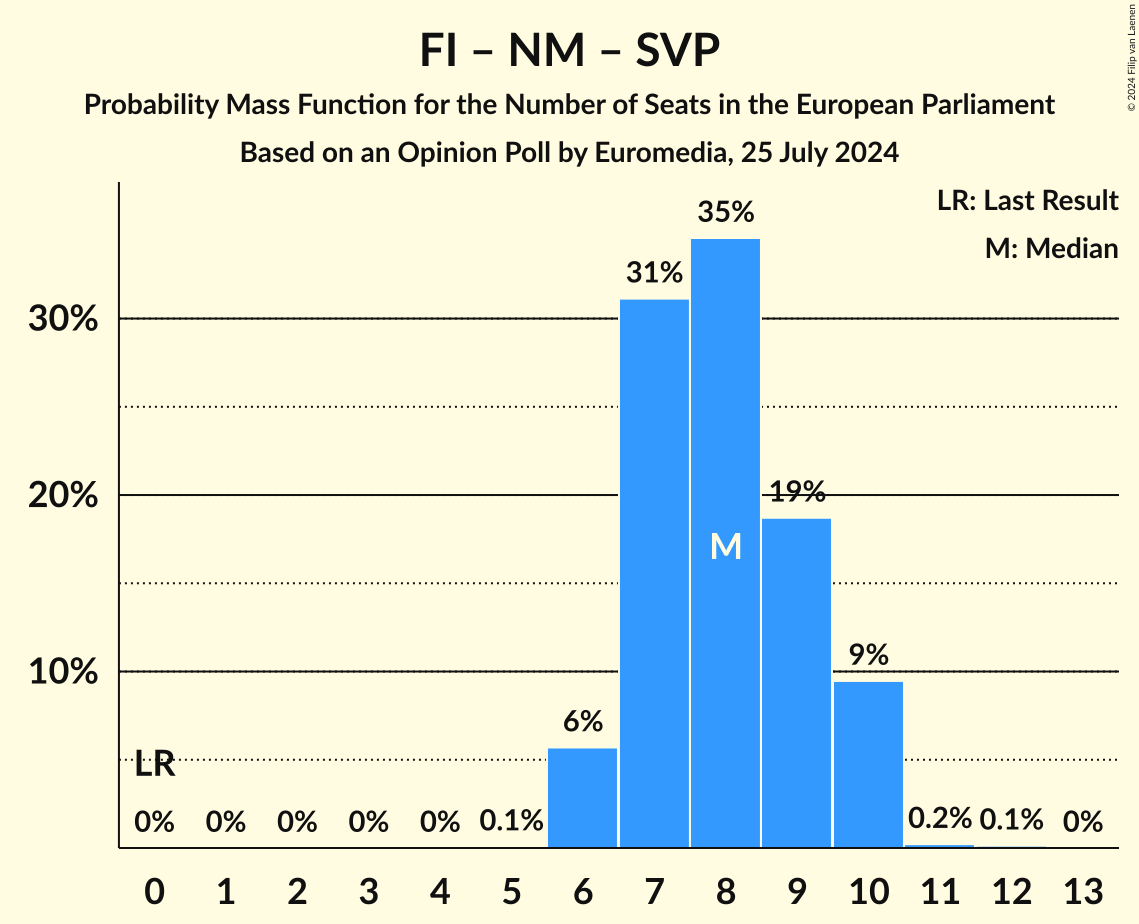 FI – NM – SVP
Probability Mass Function for the Number of Seats in the European Parliament
Based on an Opinion Poll by Euromedia, 25 July 2024
© 2024 Filip van Laenen
LR: Last Result
M: Median
35%
31%
30%
20%
19%
M
10%
9%
6%
LR
0% 0% 0% 0% 0% 0.1% 0.2% 0.1% 0%
0 1 2 3 4 5 6 7 8 9 10 11 12 13